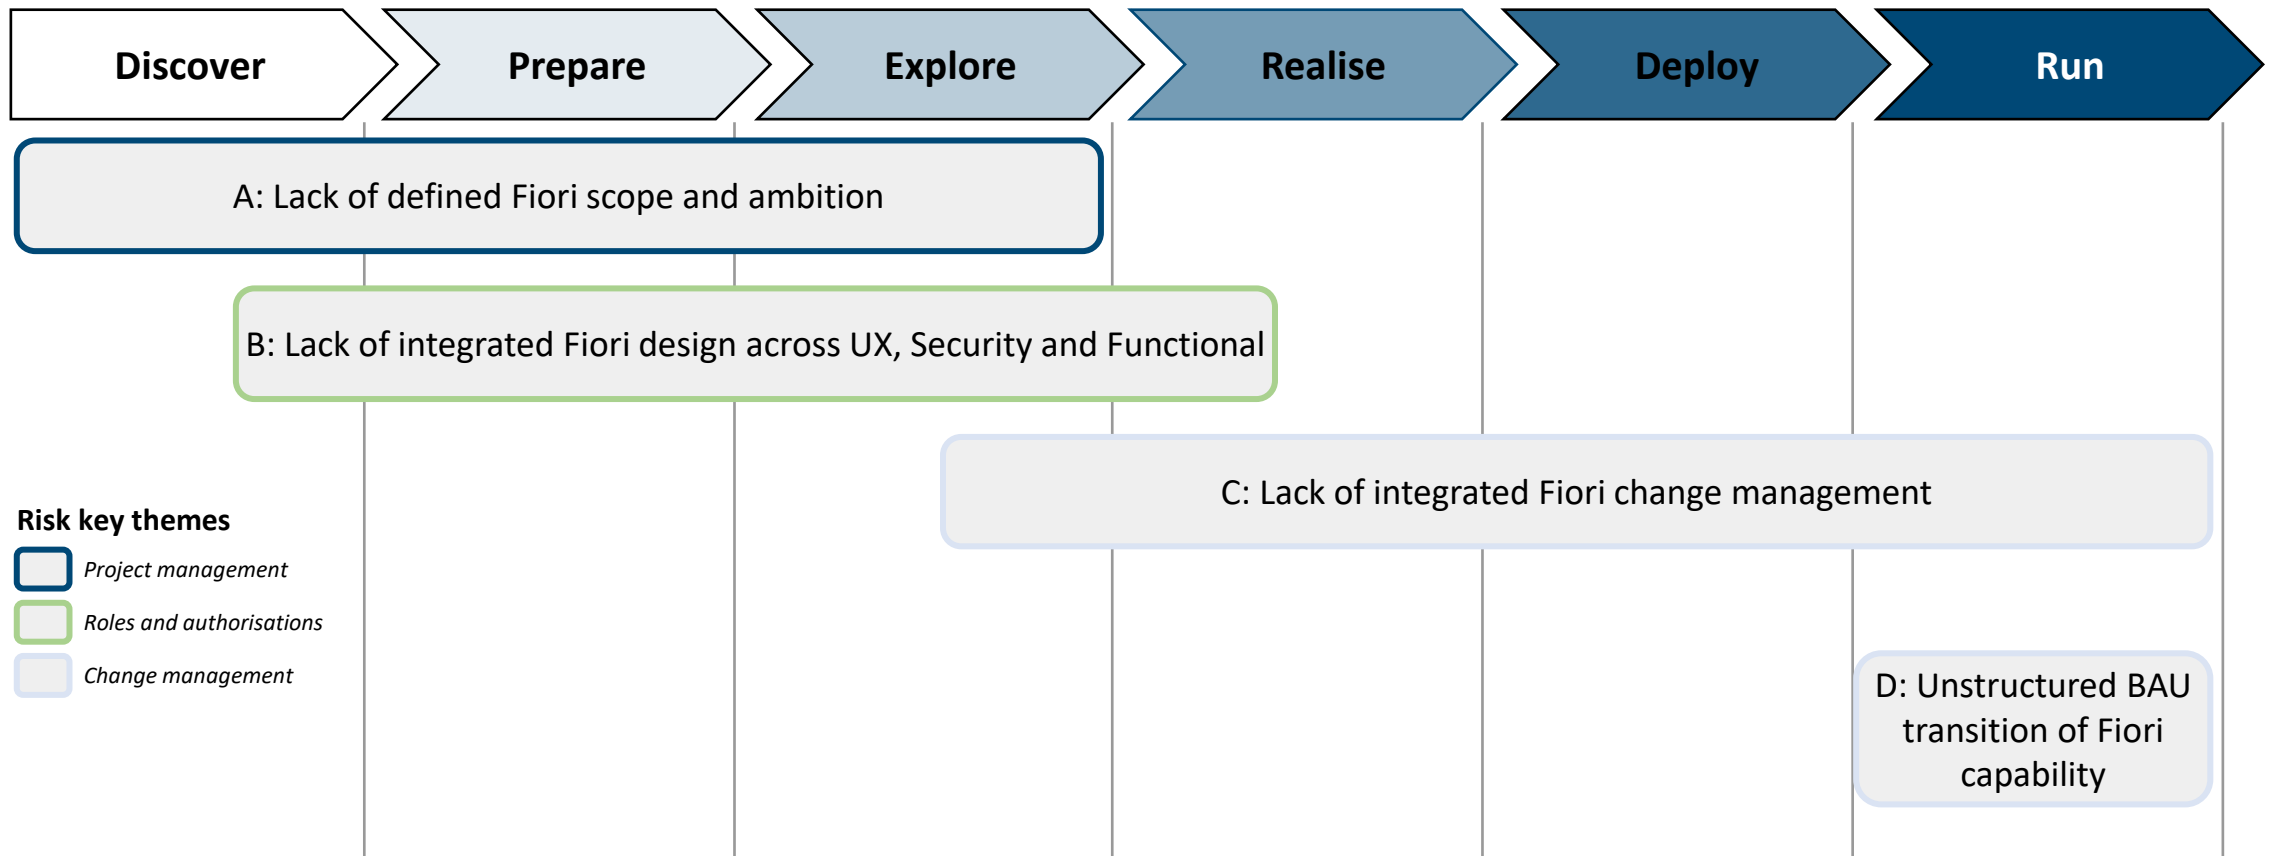 Discover
Prepare
Explore
Realise
Deploy
Run
A: Lack of defined Fiori scope and ambition
B: Lack of integrated Fiori design across UX, Security and Functional
C: Lack of integrated Fiori change management
Risk key themes
Project management
Roles and authorisations
Change management
D: Unstructured BAU
transition of Fiori
capability